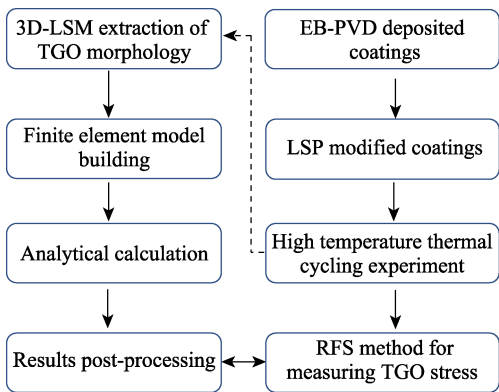 3D-LSM extraction of
TGO morphology
Finite element model
building
Analytical calculation
Results post-processing
EB-PVD deposited
coatings
LSP modified coatings
High temperature thermal
cycling experiment
RFS method for
measuring TGO stress